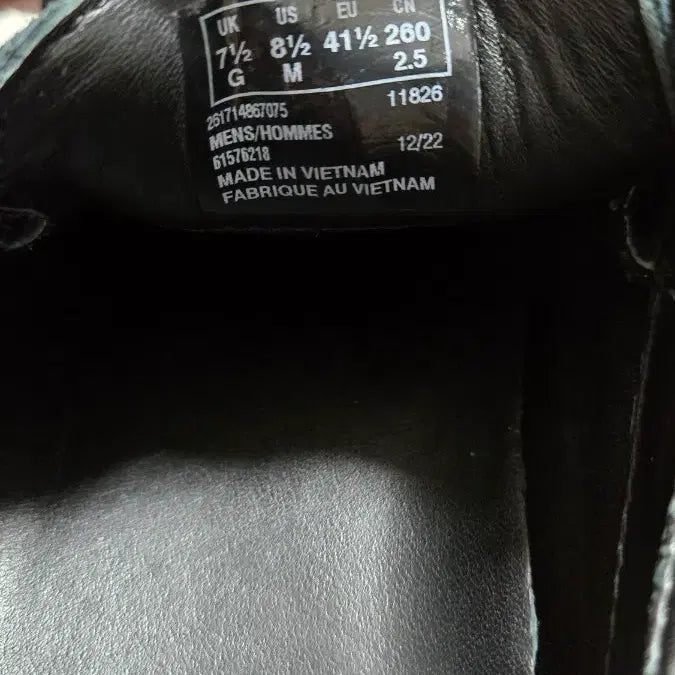 UK US EU CN
7½ 8½ 41½ 260
G M 2.5
261714867075 11826
MENS/HOMMES
61576218 12/22
MADE IN VIETNAM
FABRIQUE AU VIETNAM